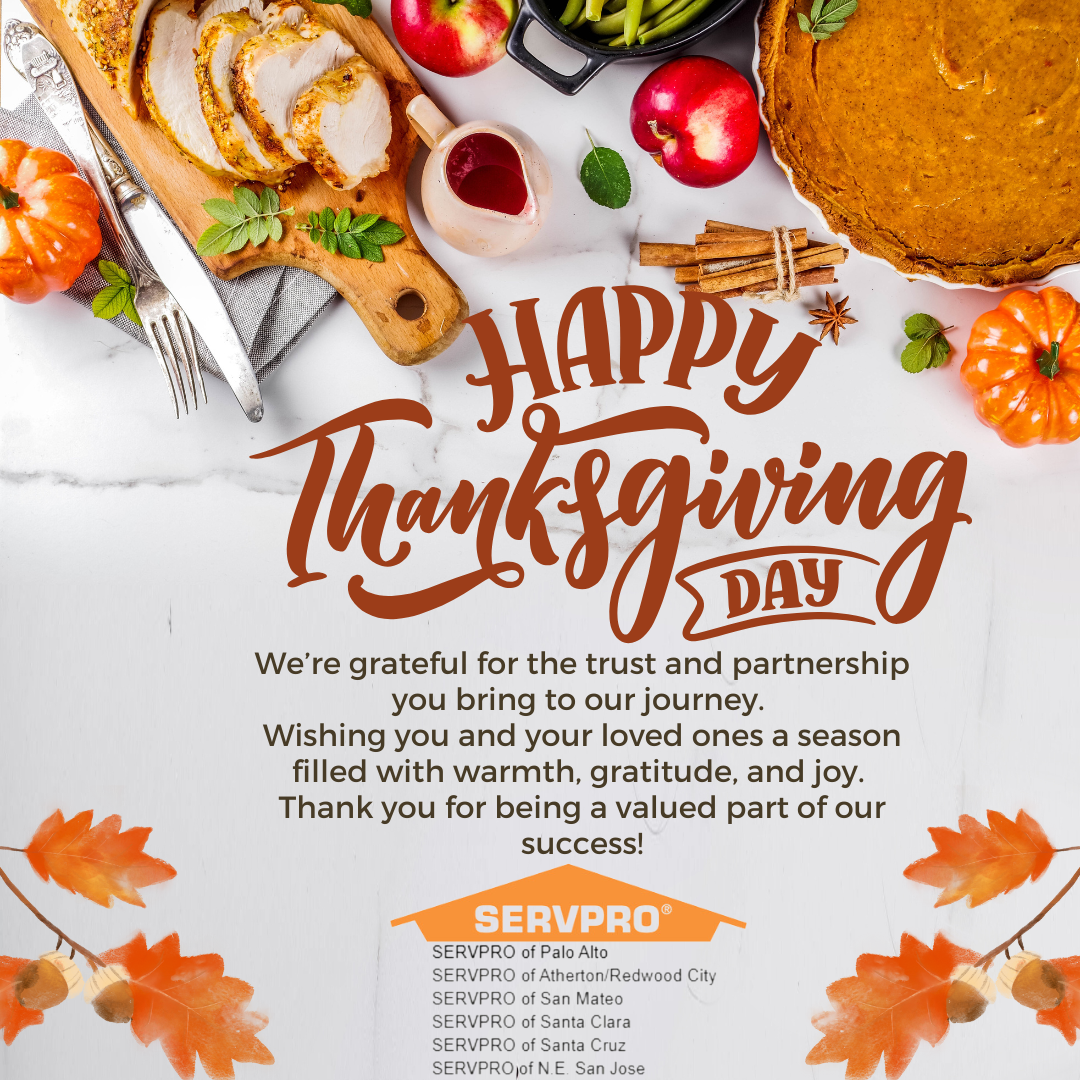 HAPPY
Thanksgiving
DAY
We’re grateful for the trust and partnership
you bring to our journey.
Wishing you and your loved ones a season
filled with warmth, gratitude, and joy.
Thank you for being a valued part of our
success!
SERVPRO®
SERVPRO of Palo Alto
SERVPRO of Atherton/Redwood City
SERVPRO of San Mateo
SERVPRO of Santa Clara
SERVPRO of Santa Cruz
SERVPRO of N.E. San Jose